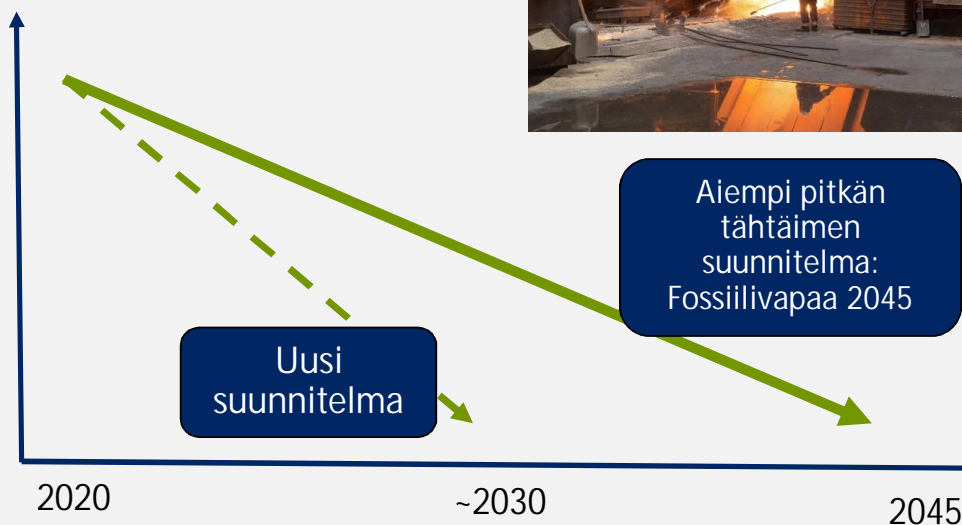 Aiempi pitkän
tähtäimen
suunnitelma:
Fossiilivapaa 2045
Uusi
suunnitelma
2020
~2030
2045